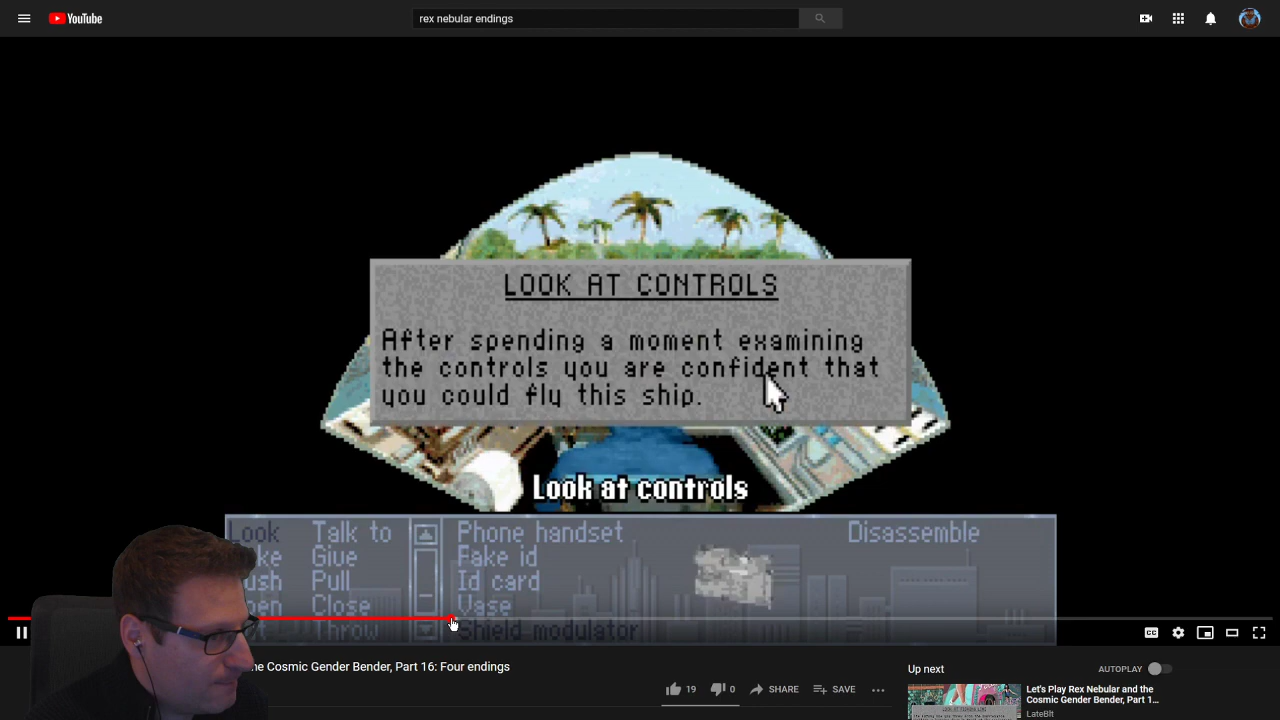 YouTube
rex nebular endings
LOOK AT CONTROLS
After spending a moment examining
the controls you are confident that
you could fly this ship.
Look at controls
Look Talk to Phone handset Disassemble
Give Fake id
Pull Id card
Close Vase
Throw Shield modulator
CC
Cosmic Gender Bender, Part 16: Four endings
19 0 SHARE SAVE
Up next AUTOPLAY
Let's Play Rex Nebular and the
Cosmic Gender Bender, Part 1...
LateBlt